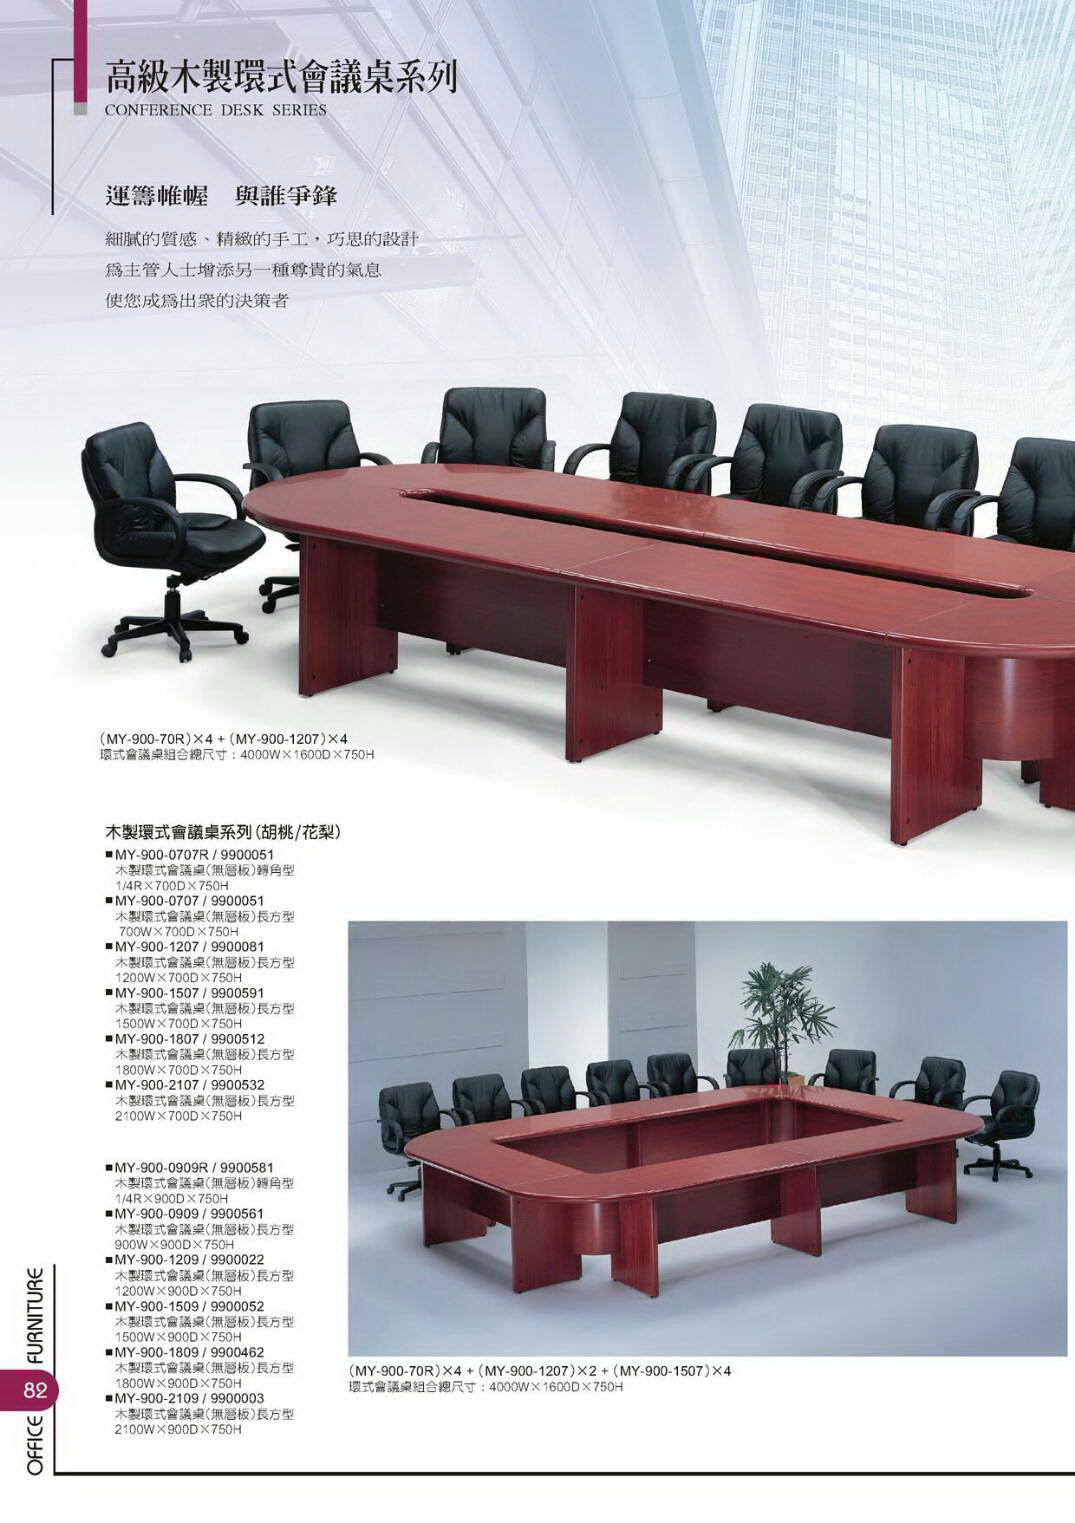 高級木製環式會議桌系列
CONFERENCE DESK SERIES
運籌帷幄 與誰爭鋒
細膩的質感、精緻的手工，巧思的設計
為主管人士增添另一種尊貴的氣息
使您成為出眾的決策者
(MY-900-70R)×4 + (MY-900-1207)×4
環式會議桌組合總尺寸：4000W×1600D×750H
木製環式會議桌系列(胡桃/花梨)
■MY-900-0707R / 9900051
木製環式會議桌(無層板)轉角型
1/4R×700D×750H
■MY-900-0707 / 9900051
木製環式會議桌(無層板)長方型
700W×700D×750H
■MY-900-1207 / 9900081
木製環式會議桌(無層板)長方型
1200W×700D×750H
■MY-900-1507 / 9900591
木製環式會議桌(無層板)長方型
1500W×700D×750H
■MY-900-1807 / 9900512
木製環式會議桌(無層板)長方型
1800W×700D×750H
■MY-900-2107 / 9900532
木製環式會議桌(無層板)長方型
2100W×700D×750H
■MY-900-0909R / 9900581
木製環式會議桌(無層板)轉角型
1/4R×900D×750H
■MY-900-0909 / 9900561
木製環式會議桌(無層板)長方型
900W×900D×750H
■MY-900-1209 / 9900022
木製環式會議桌(無層板)長方型
1200W×900D×750H
■MY-900-1509 / 9900052
木製環式會議桌(無層板)長方型
1500W×900D×750H
■MY-900-1809 / 9900462
木製環式會議桌(無層板)長方型
1800W×900D×750H
■MY-900-2109 / 9900003
木製環式會議桌(無層板)長方型
2100W×900D×750H
(MY-900-70R)×4 + (MY-900-1207)×2 + (MY-900-1507)×4
環式會議桌組合總尺寸：4000W×1600D×750H
OFFICE FURNITURE
82